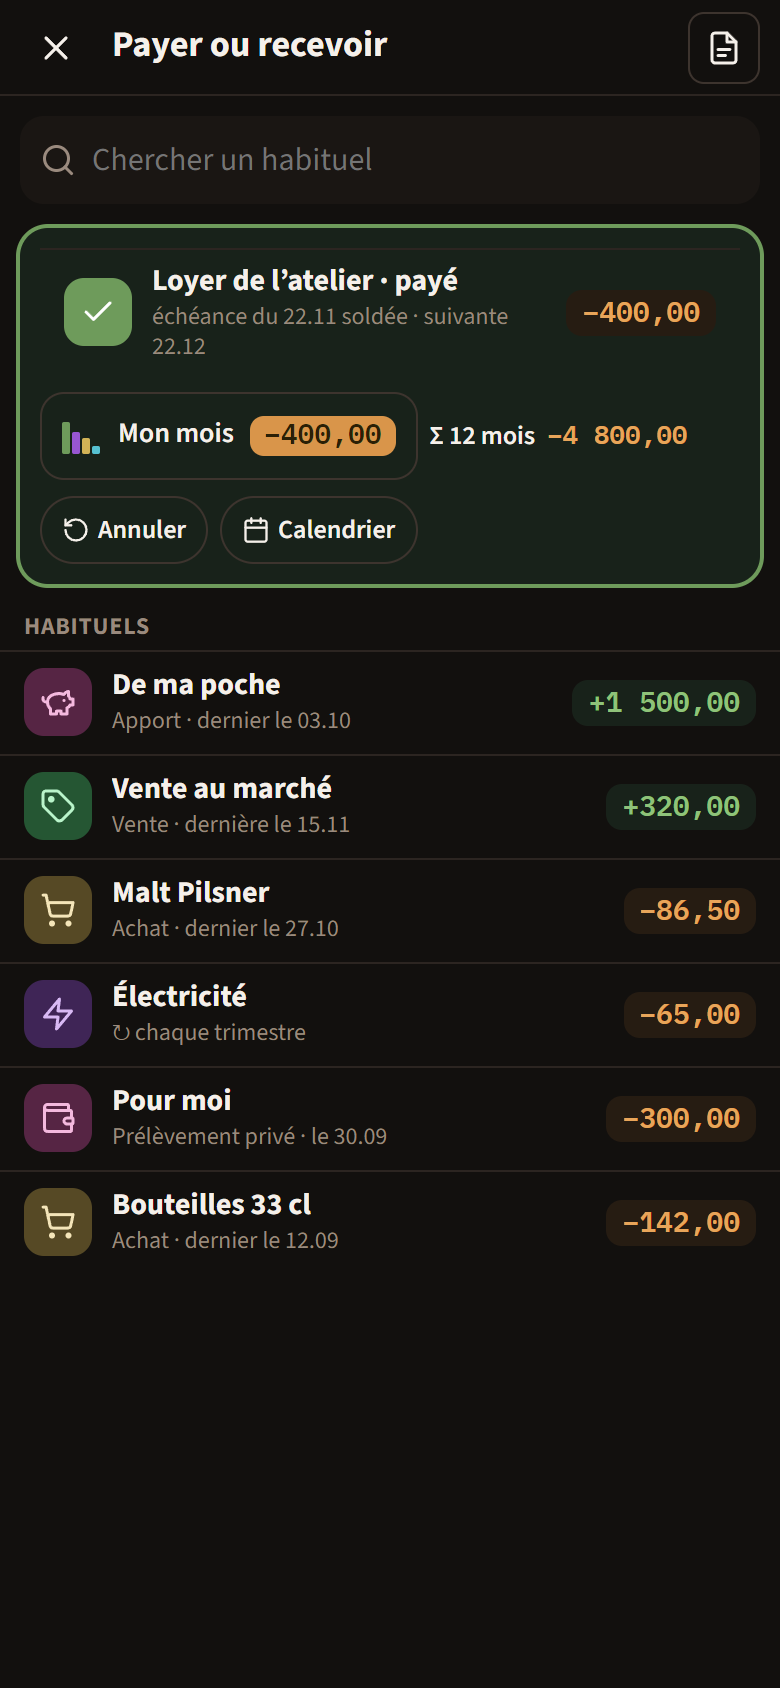 Payer ou recevoir
Chercher un habituel
Loyer de l’atelier · payé
échéance du 22.11 soldée · suivante
22.12
−400,00
Mon mois −400,00 Σ 12 mois −4 800,00
Annuler Calendrier
HABITUELS
De ma poche
Apport · dernier le 03.10
+1 500,00
Vente au marché
Vente · dernière le 15.11
+320,00
Malt Pilsner
Achat · dernier le 27.10
−86,50
Électricité
↻ chaque trimestre
−65,00
Pour moi
Prélèvement privé · le 30.09
−300,00
Bouteilles 33 cl
Achat · dernier le 12.09
−142,00